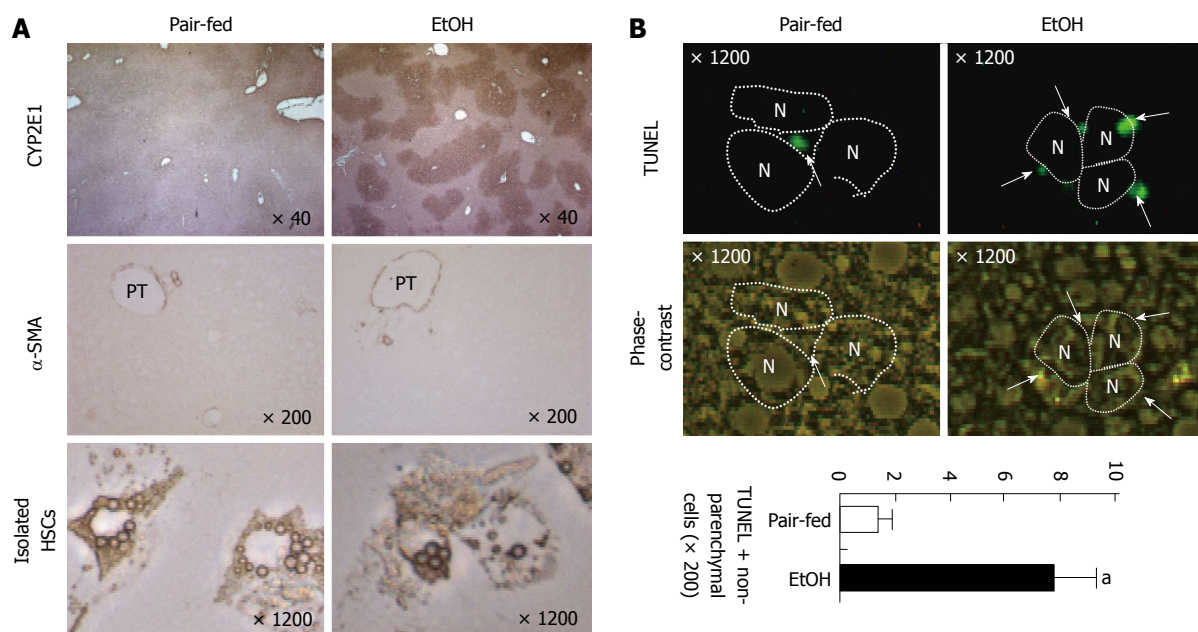 A
Pair-fed
EtOH
CYP2E1
× 40
× 40
α-SMA
PT
× 200
PT
× 200
Isolated
HSCs
× 1200
× 1200
B
Pair-fed
EtOH
TUNEL
× 1200
N
N
N
× 1200
N
N
N
Phase-
contrast
× 1200
N
N
N
× 1200
N
N
N
0 2 4 6 8 10
TUNEL + non-
parenchymal
cells (× 200)
Pair-fed
EtOH
a